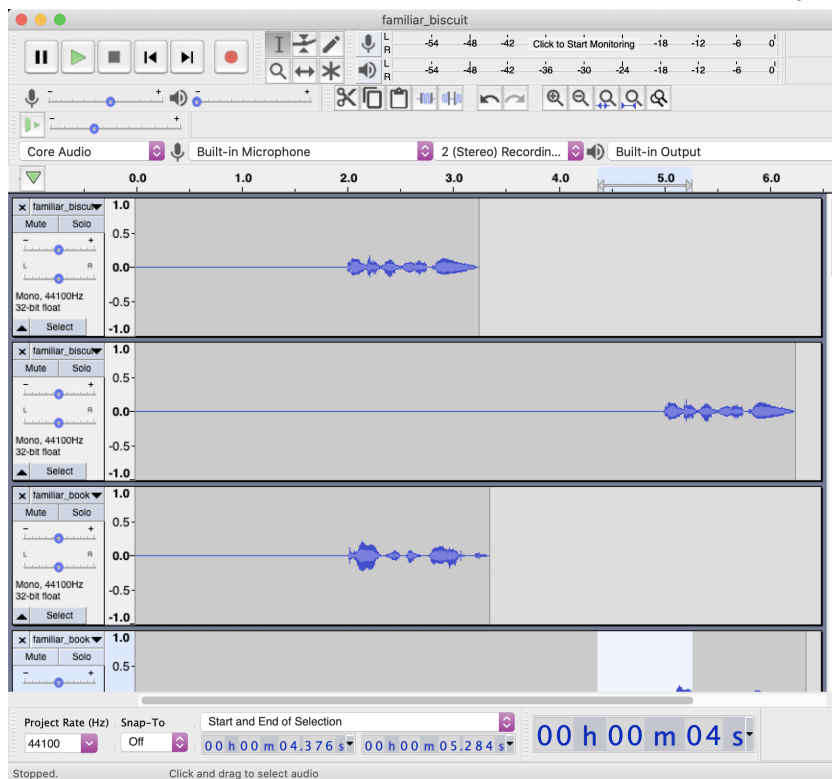 familiar_biscuit
L
R
-54 -48 -42 Click to Start Monitoring -18 -12 -6 0
L
R
-54 -48 -42 -36 -30 -24 -18 -12 -6 0
- + - +
- +
Core Audio Built-in Microphone 2 (Stereo) Recordin... Built-in Output
0.0 1.0 2.0 3.0 4.0 5.0 6.0
familiar_biscuit 1.0
Mute Solo
0.5
- +
L R 0.0
Mono, 44100Hz
32-bit float
-0.5
Select -1.0
familiar_biscuit 1.0
Mute Solo
0.5
- +
L R 0.0
Mono, 44100Hz
32-bit float
-0.5
Select -1.0
familiar_book 1.0
Mute Solo
0.5
- +
L R 0.0
Mono, 44100Hz
32-bit float
-0.5
Select -1.0
familiar_book 1.0
Mute Solo
0.5
- +
Project Rate (Hz) Snap-To Start and End of Selection
44100 Off 00 h 00 m 04.376 s 00 h 00 m 05.284 s 00 h 00 m 04 s
Stopped. Click and drag to select audio